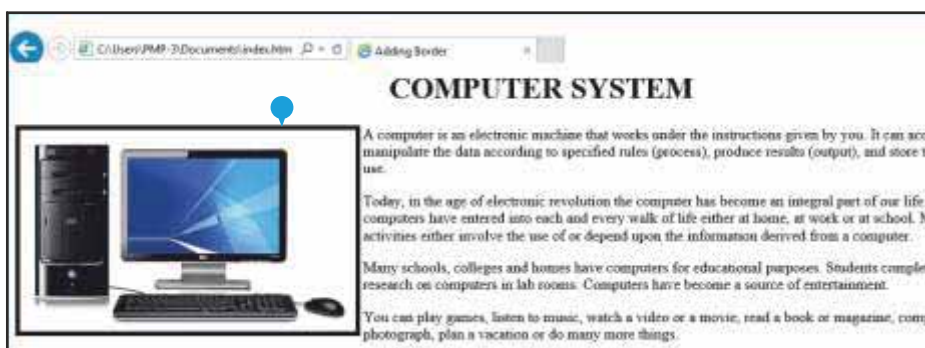 C:\Users\PMP-3\Documents\index.htm
Adding Border
COMPUTER SYSTEM
A computer is an electronic machine that works under the instructions given by you. It can
manipulate the data according to specified rules (process), produce results (output), and store
use.
Today, in the age of electronic revolution the computer has become an integral part of our life
computers have entered into each and every walk of life either at home, at work or at school.
activities either involve the use of or depend upon the information derived from a computer.
Many schools, colleges and homes have computers for educational purposes. Students
research on computers in lab rooms. Computers have become a source of entertainment.
You can play games, listen to music, watch a video or a movie, read a book or magazine,
photograph, plan a vacation or do many more things.